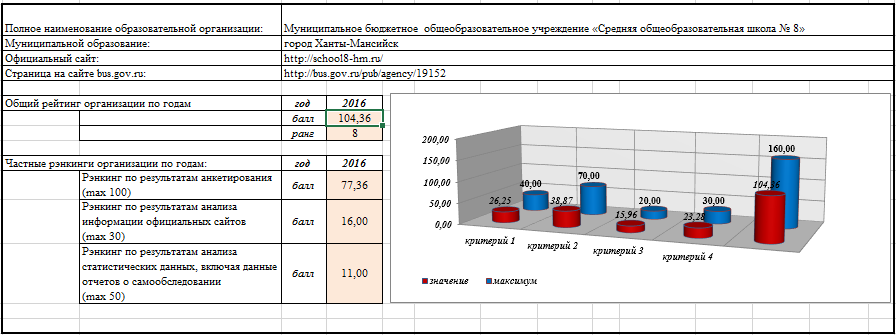 Полное наименование образовательной организации: Муниципальное бюджетное общеобразовательное учреждение «Средняя общеобразовательная школа № 8»
Муниципальное образование: город Ханты-Мансийск
Официальный сайт: http://school8-hm.ru/
Страница на сайте bus.gov.ru: http://bus.gov.ru/pub/agency/19152
Общий рейтинг организации по годам год 2016
балл 104,36
ранг 8
Частные рэнкинги организации по годам: год 2016
Рэнкинг по результатам анкетирования
(max 100)
балл 77,36
Рэнкинг по результатам анализа
информации официальных сайтов
(max 30)
балл 16,00
Рэнкинг по результатам анализа
статистических данных, включая данные
отчетов о самообследовании
(max 50)
балл 11,00
200,00
150,00
100,00
50,00
0,00
26,25 40,00
38,87 70,00
15,96 20,00
23,28 30,00
104,36 160,00
критерий 1
критерий 2
критерий 3
критерий 4
значение максимум